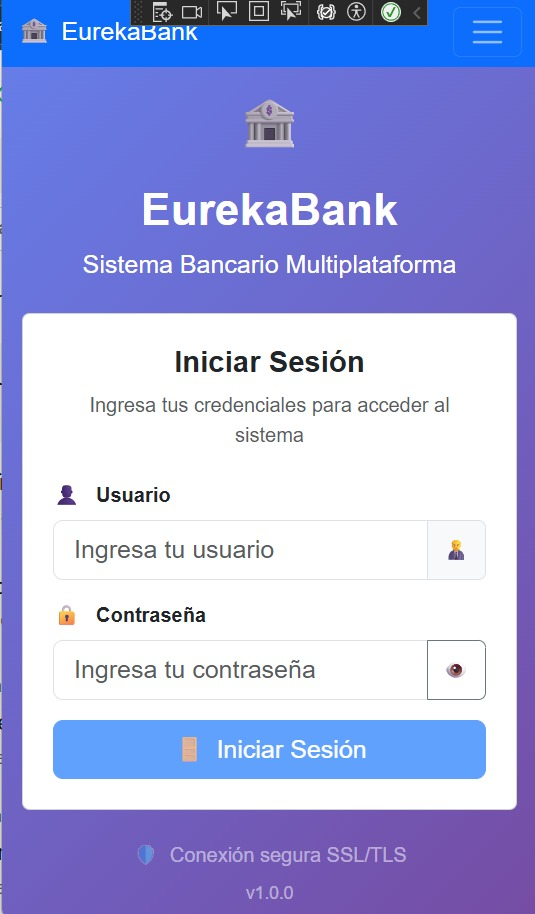 EurekaBank
EurekaBank
Sistema Bancario Multiplataforma
Iniciar Sesión
Ingresa tus credenciales para acceder al
sistema
Usuario
Ingresa tu usuario
Contraseña
Ingresa tu contraseña
Iniciar Sesión
Conexión segura SSL/TLS
v1.0.0